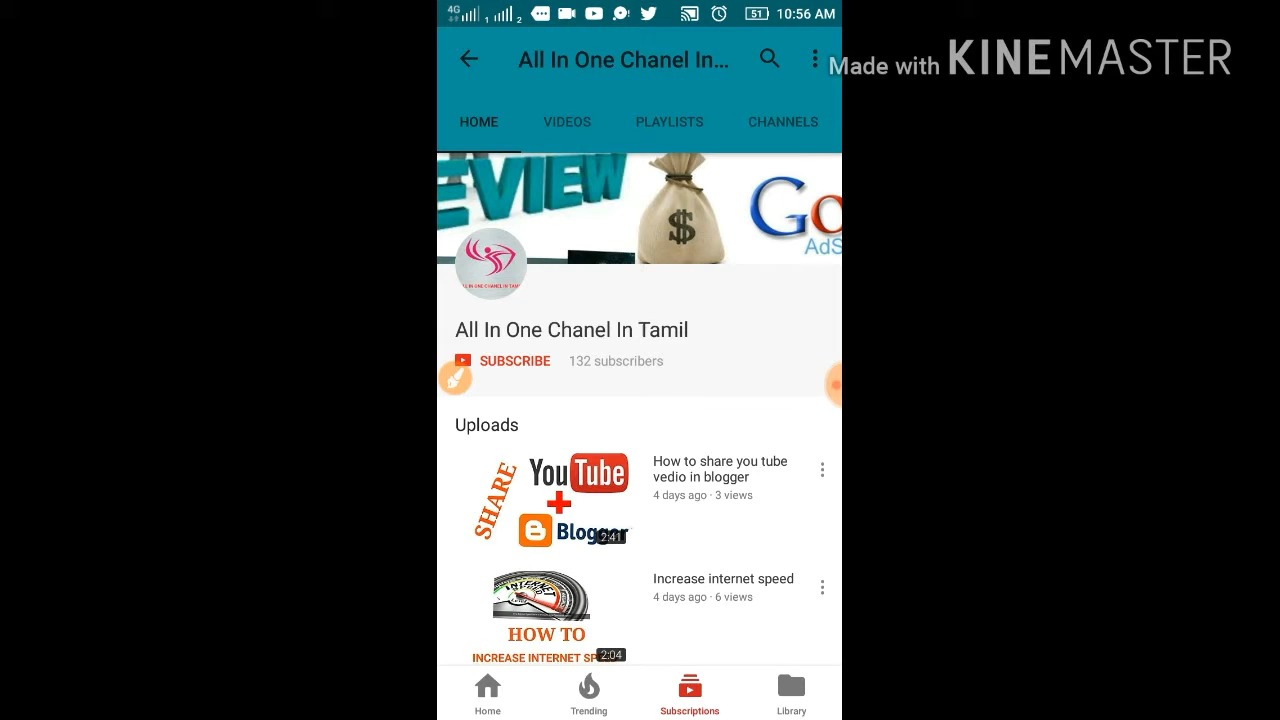 4G 1 2 51 10:56 AM
All In One Chanel In...
Made with KINEMASTER
HOME VIDEOS PLAYLISTS CHANNELS
EVIEW
$
Go
AdS
All In One Chanel In Tamil
SUBSCRIBE 132 subscribers
Uploads
SHARE
YouTube
Blogger
2:41
How to share you tube
vedio in blogger
4 days ago · 3 views
INTERNET
HOW TO
INCREASE INTERNET SP
2:04
Increase internet speed
4 days ago · 6 views
Home Trending Subscriptions Library